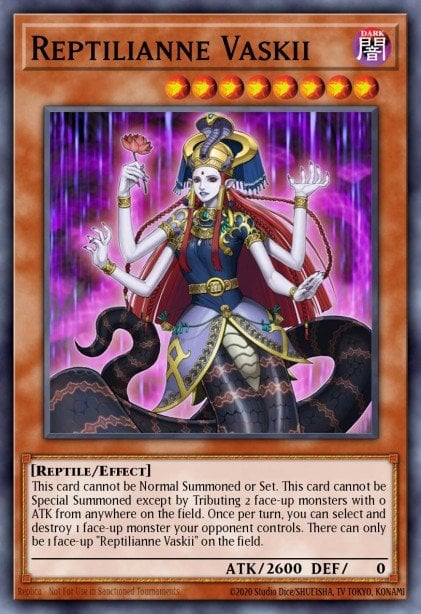 Reptilianne Vaskii
DARK
闇
[Reptile/Effect]
This card cannot be Normal Summoned or Set. This card cannot be
Special Summoned except by Tributing 2 face-up monsters with 0
ATK from anywhere on the field. Once per turn, you can select and
destroy 1 face-up monster your opponent controls. There can only
be 1 face-up "Reptilianne Vaskii" on the field.
ATK/2600 DEF/ 0
Replica - Not For Use in Sanctioned Tournaments
©2020 Studio Dice/SHUEISHA, TV TOKYO, KONAMI